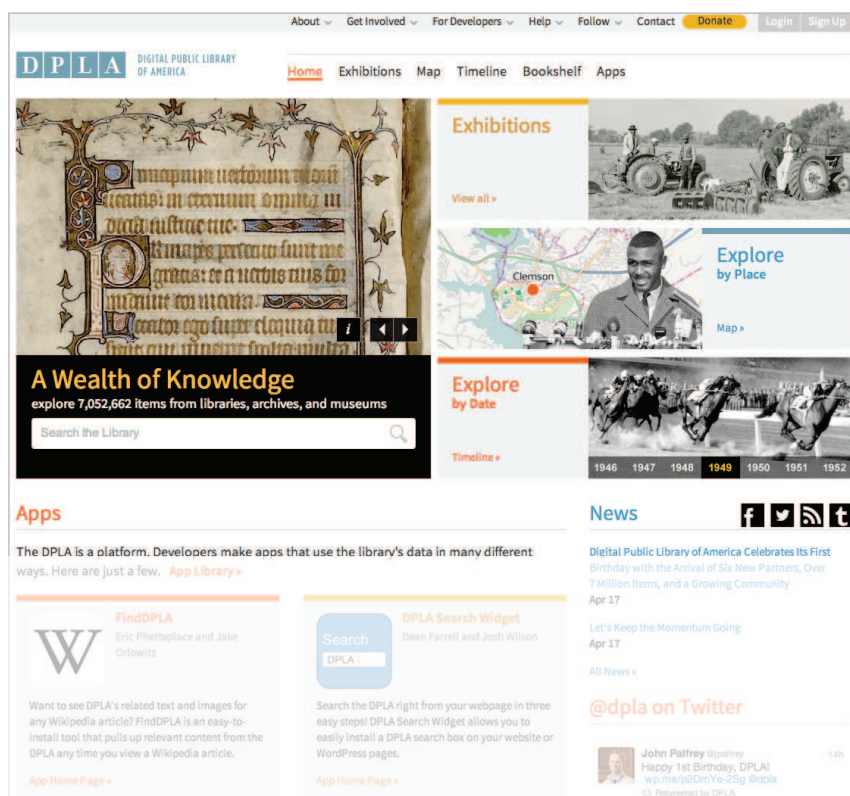 About Get Involved For Developers Help Follow Contact Donate Login Sign Up
D P L A
DIGITAL PUBLIC LIBRARY
OF AMERICA
Home Exhibitions Map Timeline Bookshelf Apps
i
A Wealth of Knowledge
explore 7,052,662 items from libraries, archives, and museums
Search the Library
Exhibitions
View all »
Clemson
Explore
by Place
Map »
Explore
by Date
Timeline »
1946 1947 1948 1949 1950 1951 1952
Apps
The DPLA is a platform. Developers make apps that use the library's data in many different
ways. Here are just a few. App Library »
W
FindDPLA
Eric Phetteplace and Jake
Orlowitz
Want to see DPLA's related text and images for
any Wikipedia article? FindDPLA is an easy-to-
install tool that pulls up relevant content from the
DPLA any time you view a Wikipedia article.
App Home Page »
Search
DPLA
DPLA Search Widget
Dean Farrell and Josh Wilson
Search the DPLA right from your webpage in three
easy steps! DPLA Search Widget allows you to
easily install a DPLA search box on your website or
WordPress pages.
App Home Page »
News
f t
Digital Public Library of America Celebrates Its First
Birthday with the Arrival of Six New Partners, Over
7 Million Items, and a Growing Community
Apr 17
Let's Keep the Momentum Going
Apr 17
All News »
@dpla on Twitter
John Palfrey @jpalfrey 14h
Happy 1st Birthday, DPLA!
wp.me/p2DmYe-2Sg @dpla
Retweeted by DPLA